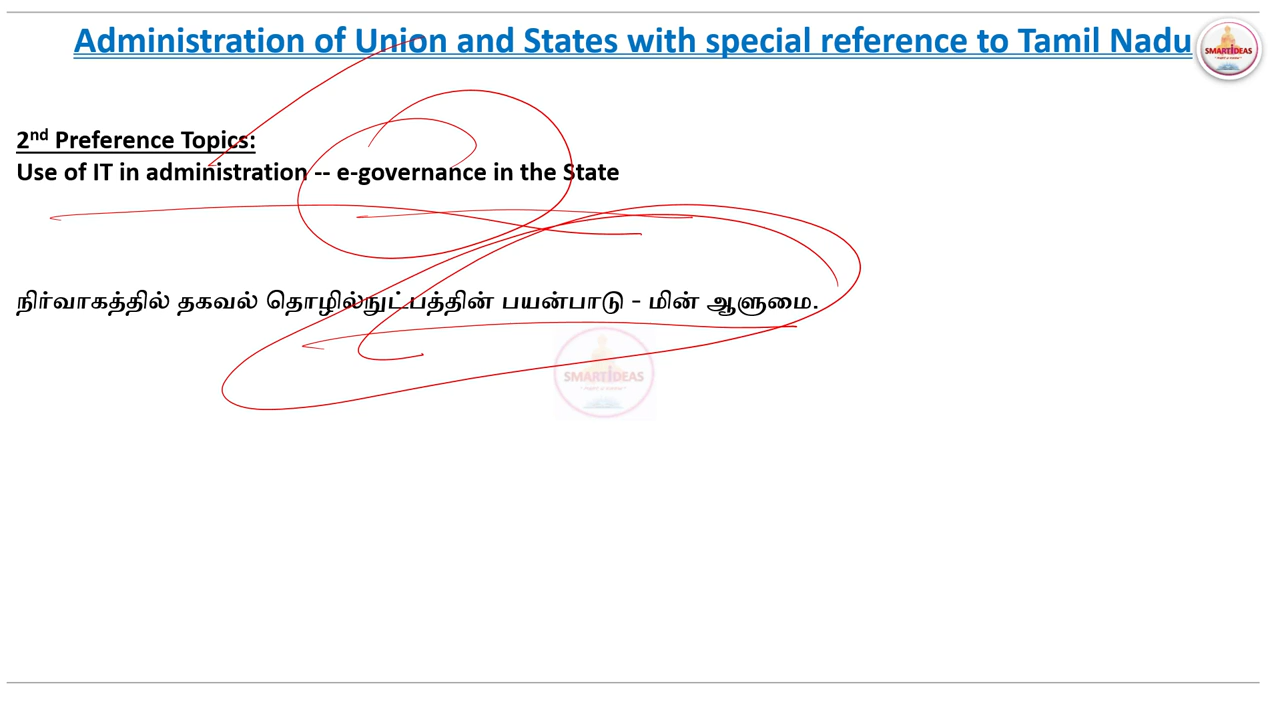 Administration of Union and States with special reference to Tamil Nadu
SMARTIDEAS
2nd Preference Topics:
Use of IT in administration -- e-governance in the State
நிர்வாகத்தில் தகவல் தொழில்நுட்பத்தின் பயன்பாடு - மின் ஆளுமை.
SMARTIDEAS